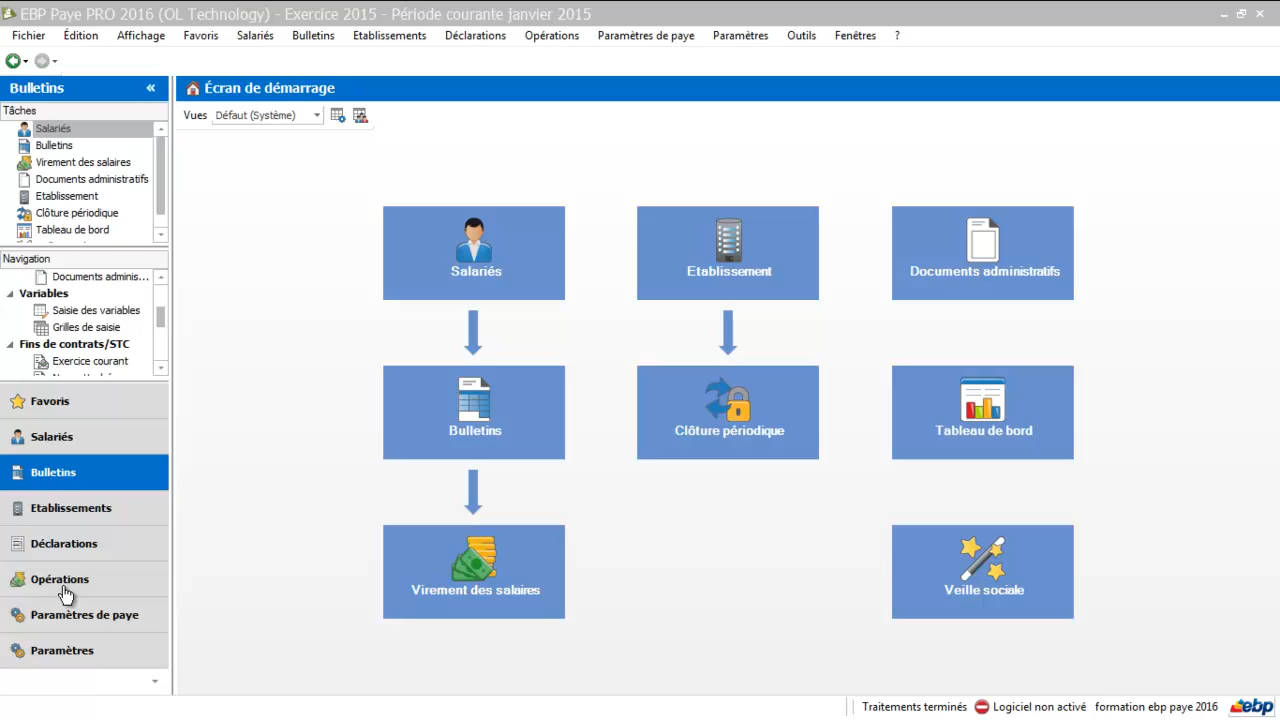 EBP Paye PRO 2016 (OL Technology) - Exercice 2015 - Période courante janvier 2015
Fichier Édition Affichage Favoris Salariés Bulletins Etablissements Déclarations Opérations Paramètres de paye Paramètres Outils Fenêtres ?
Bulletins «
Tâches
Salariés
Bulletins
Virement des salaires
Documents administratifs
Etablissement
Clôture périodique
Tableau de bord
Navigation
Documents adminis...
Variables
Saisie des variables
Grilles de saisie
Fins de contrats/STC
Exercice courant
Favoris
Salariés
Bulletins
Etablissements
Déclarations
Opérations
Paramètres de paye
Paramètres
Écran de démarrage
Vues Défaut (Système)
Salariés
Etablissement
Documents administratifs
Bulletins
Clôture périodique
Tableau de bord
Virement des salaires
Veille sociale
Traitements terminés Logiciel non activé formation ebp paye 2016 ebp